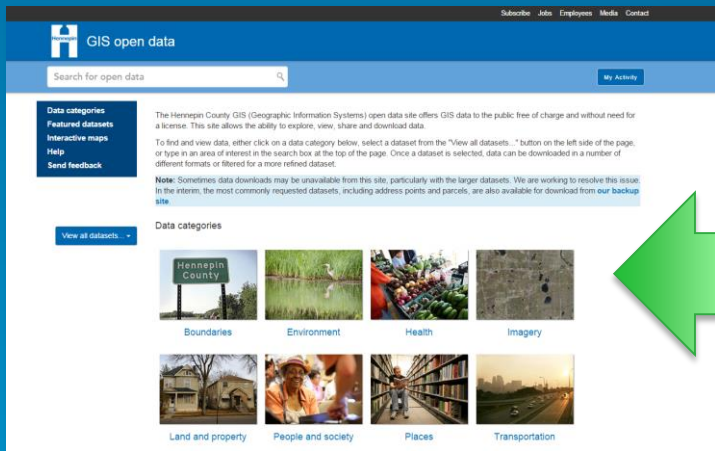 Subscribe Jobs Employees Media Contact
Hennepin
GIS open data
Search for open data
My Activity
Data categories
Featured datasets
Interactive maps
Help
Send feedback
View all datasets...
The Hennepin County GIS (Geographic Information Systems) open data site offers GIS data to the public free of charge and without need for
a license. This site allows the ability to explore, view, share and download data.
To find and view data, either click on a data category below, select a dataset from the "View all datasets..." button on the left side of the page,
or type in an area of interest in the search box at the top of the page. Once a dataset is selected, data can be downloaded in a number of
different formats or filtered for a more refined dataset.
Note: Sometimes data downloads may be unavailable from this site, particularly with the larger datasets. We are working to resolve this issue.
In the interim, the most commonly requested datasets, including address points and parcels, are also available for download from our backup
site.
Data categories
Hennepin
County
Boundaries
Environment
Health
Imagery
Land and property
People and society
Places
Transportation